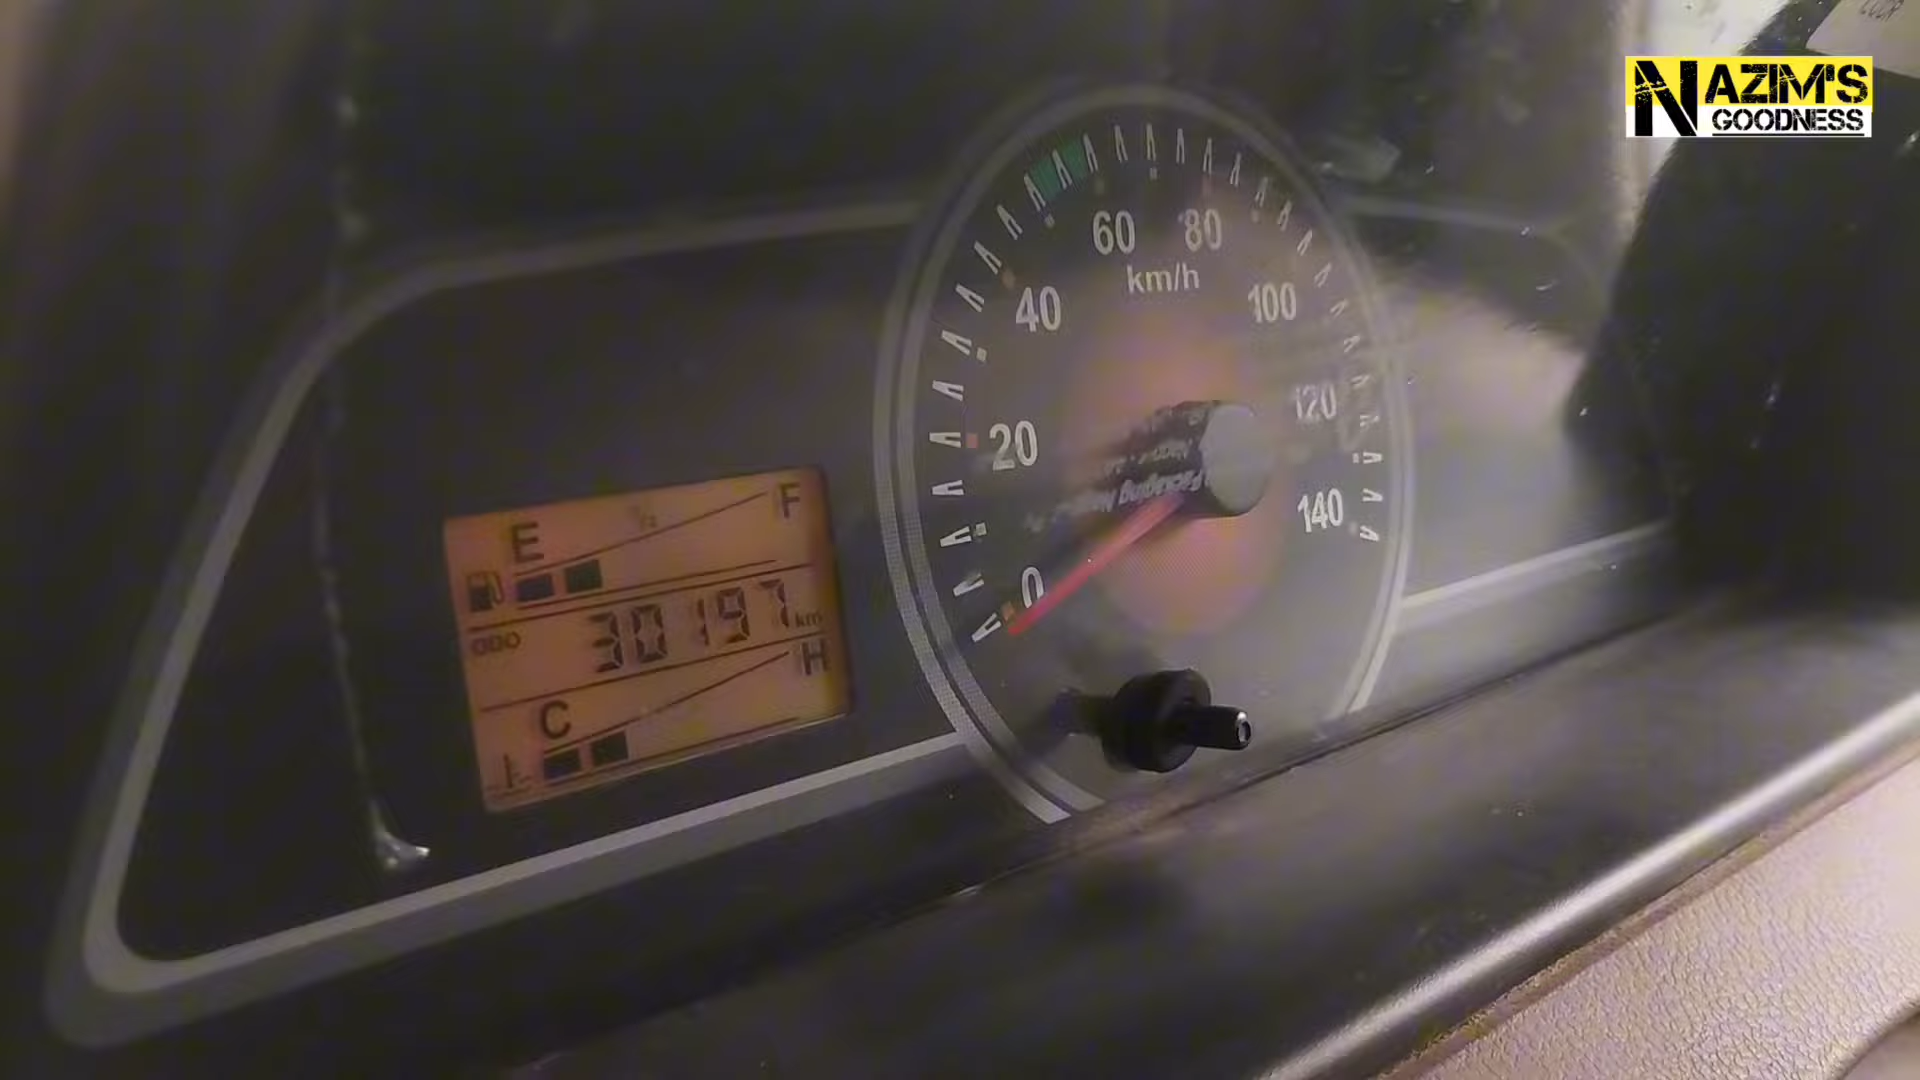 NAZIM'S
GOODNESS
60 80
km/h
40 100
120
20
140
0
E 1/2 F
ODO 30197 km
C H